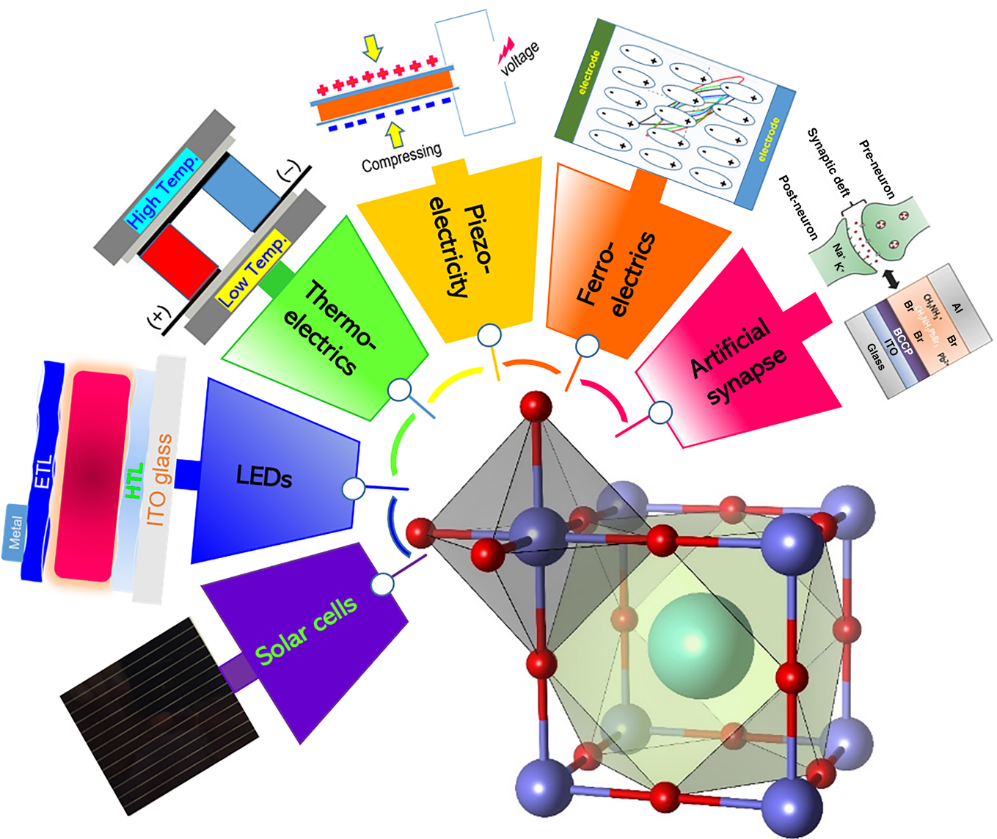 voltage
Compressing
electrode
electrode
High Temp.
(-)
Low Temp.
(+)
Piezo-
electricity
Ferro-
electrics
Thermo-
electrics
Artificial
synapse
Pre-neuron
Synaptic deft
Post-neuron
Na⁺ K⁺
Al
CH₃NH₃⁺
Br
Br
Br
Pb²⁺
BCCP
ITO
Glass
LEDs
Metal
ETL
HTL
ITO glass
Solar cells